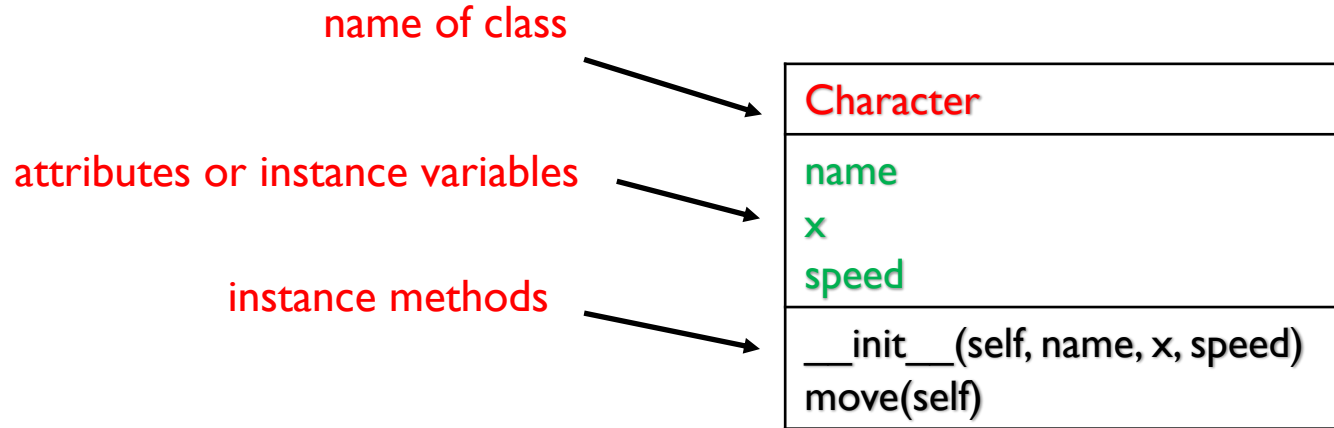 name of class
Character
attributes or instance variables
name
x
speed
instance methods
__init__(self, name, x, speed)
move(self)